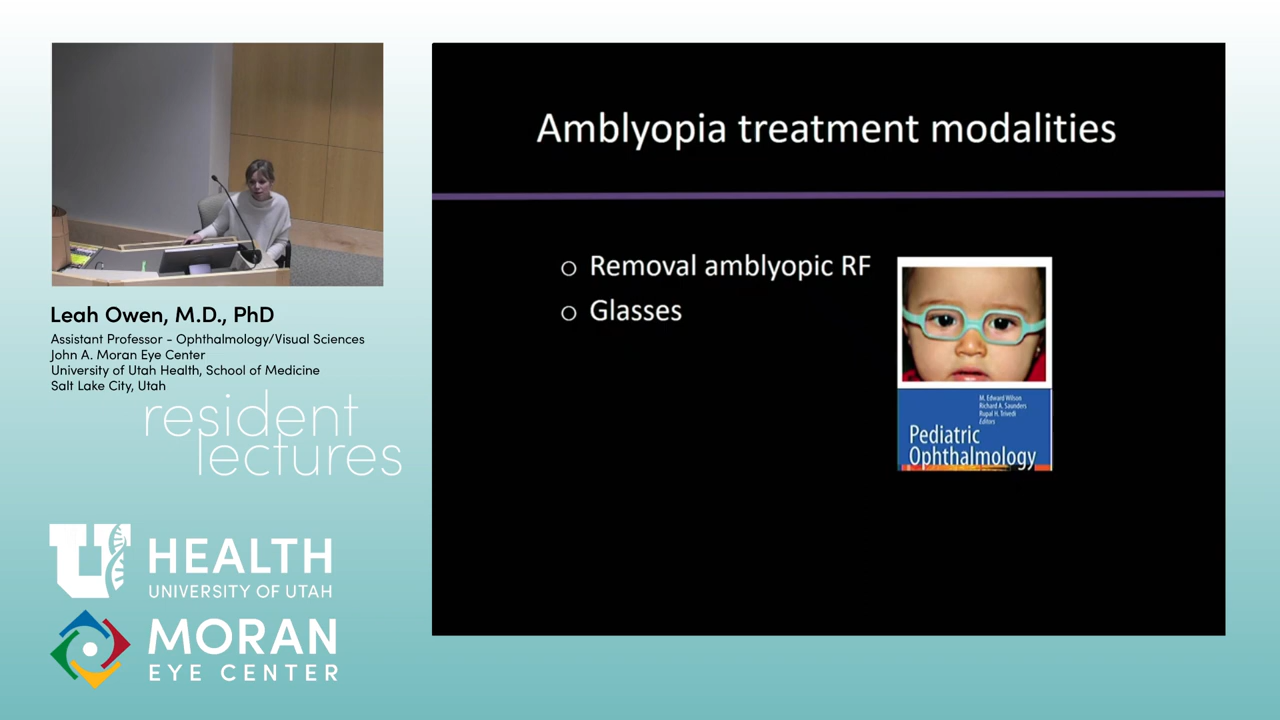 Leah Owen, M.D., PhD
Assistant Professor - Ophthalmology/Visual Sciences
John A. Moran Eye Center
University of Utah Health, School of Medicine
Salt Lake City, Utah
resident
lectures
U HEALTH
UNIVERSITY OF UTAH
MORAN
EYE CENTER
Amblyopia treatment modalities
○ Removal amblyopic RF
○ Glasses
M. Edward Wilson
Richard A. Saunders
Rupal H. Trivedi
Editors
Pediatric
Ophthalmology